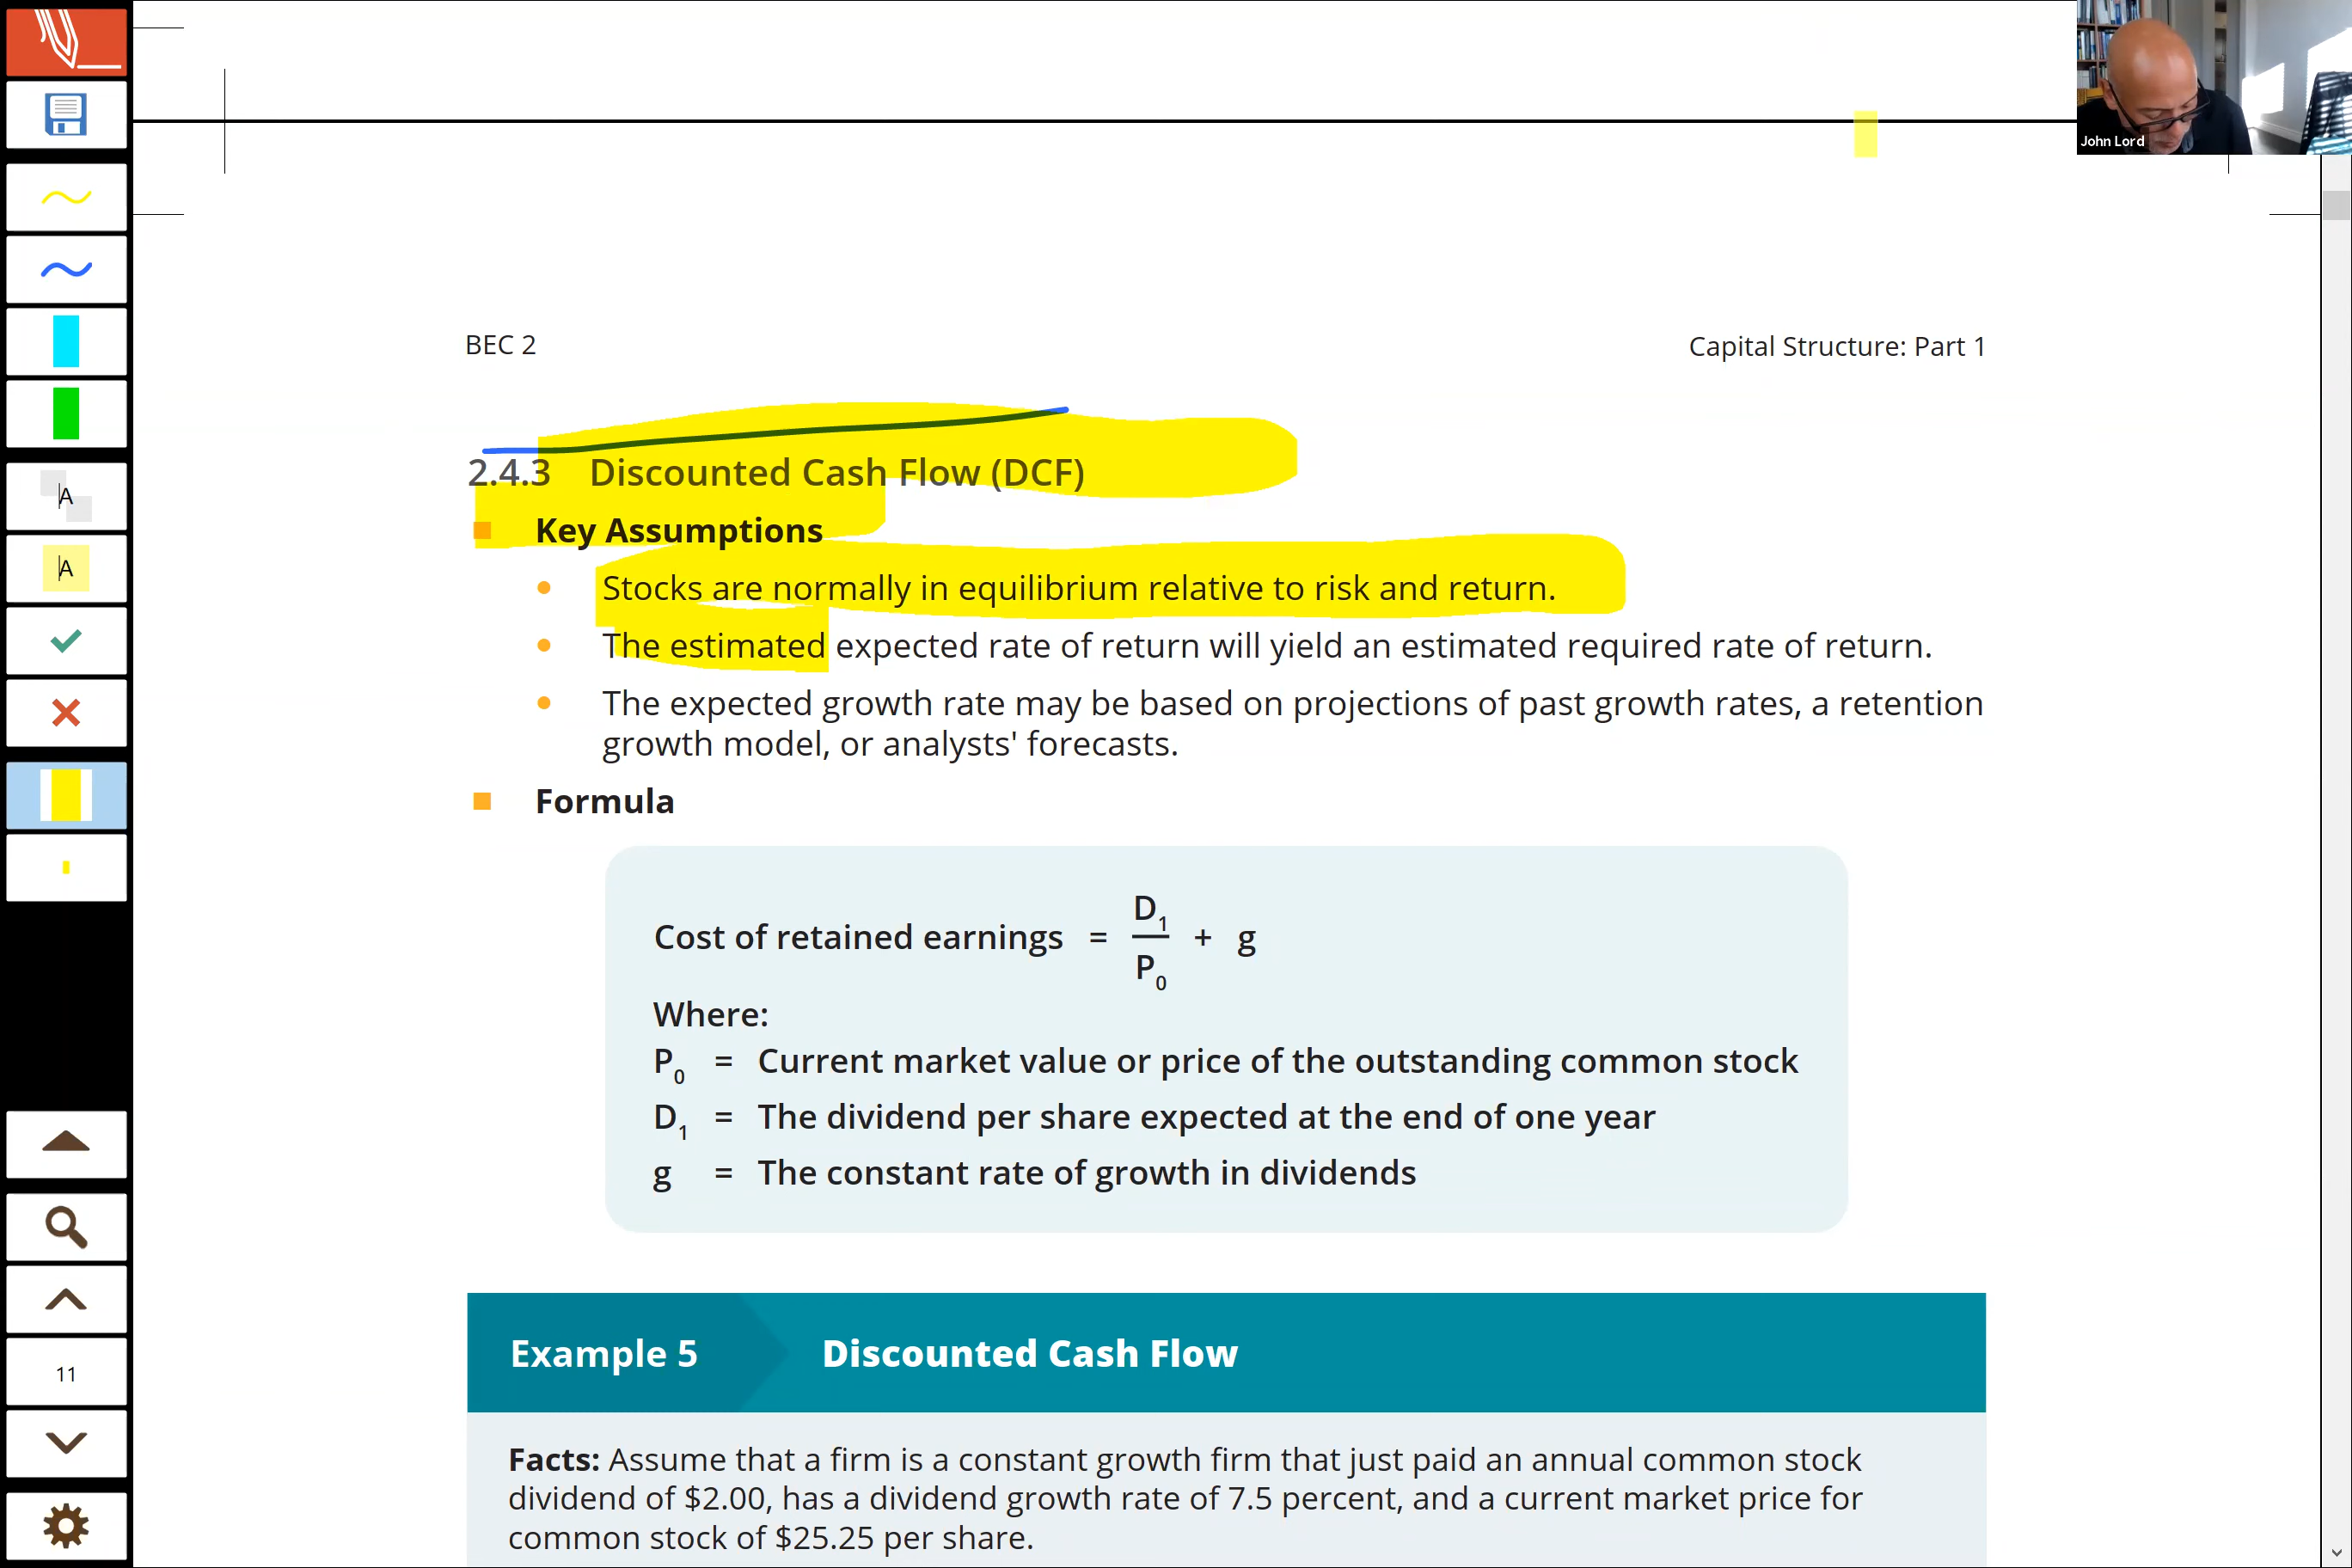 John Lord
BEC 2
Capital Structure: Part 1
2.4.3 Discounted Cash Flow (DCF)
Key Assumptions
Stocks are normally in equilibrium relative to risk and return.
The estimated expected rate of return will yield an estimated required rate of return.
The expected growth rate may be based on projections of past growth rates, a retention
growth model, or analysts' forecasts.
Formula
Cost of retained earnings = D₁ / P₀ + g
Where:
P₀ = Current market value or price of the outstanding common stock
D₁ = The dividend per share expected at the end of one year
g = The constant rate of growth in dividends
Example 5 Discounted Cash Flow
Facts: Assume that a firm is a constant growth firm that just paid an annual common stock
dividend of $2.00, has a dividend growth rate of 7.5 percent, and a current market price for
common stock of $25.25 per share.
A
A
11